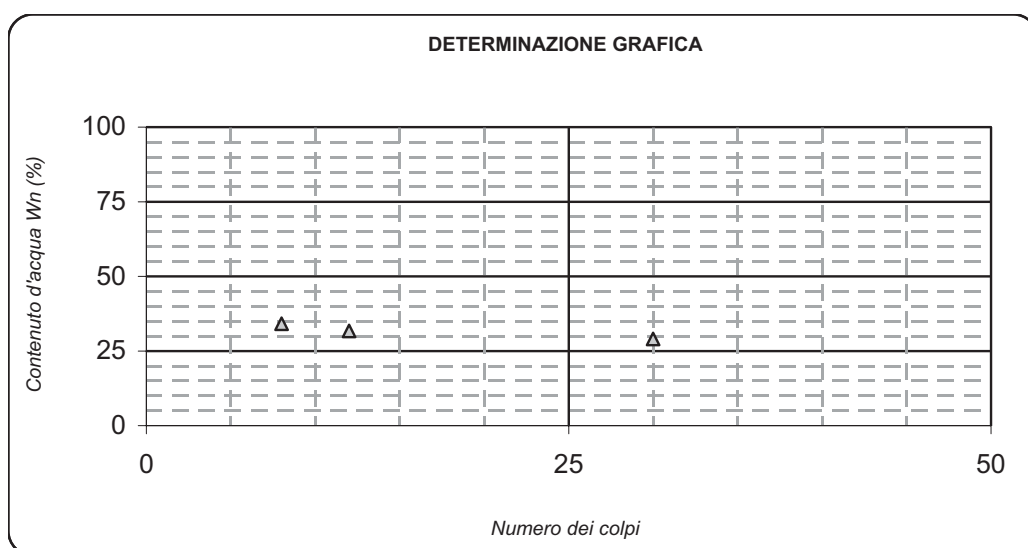 DETERMINAZIONE GRAFICA
Contenuto d'acqua Wn (%)
100
75
50
25
0
0
25
50
Numero dei colpi